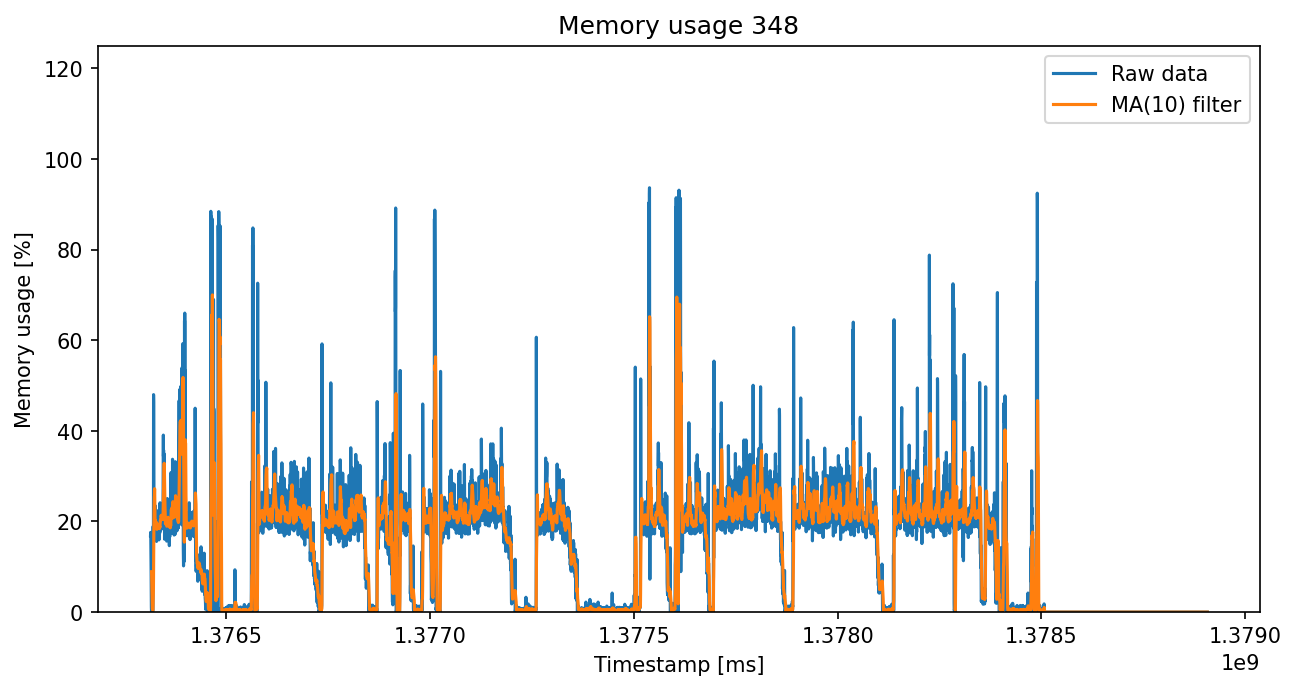 Memory usage 348
120
100
80
60
40
20
0
Memory usage [%]
Raw data
MA(10) filter
1.3765 1.3770 1.3775 1.3780 1.3785 1.3790
1e9
Timestamp [ms]